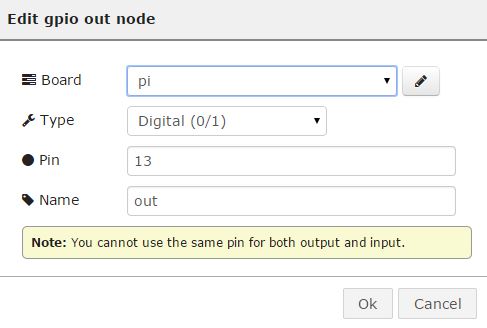 Edit gpio out node
Board pi
Type Digital (0/1)
Pin 13
Name out
Note: You cannot use the same pin for both output and input.
Ok Cancel